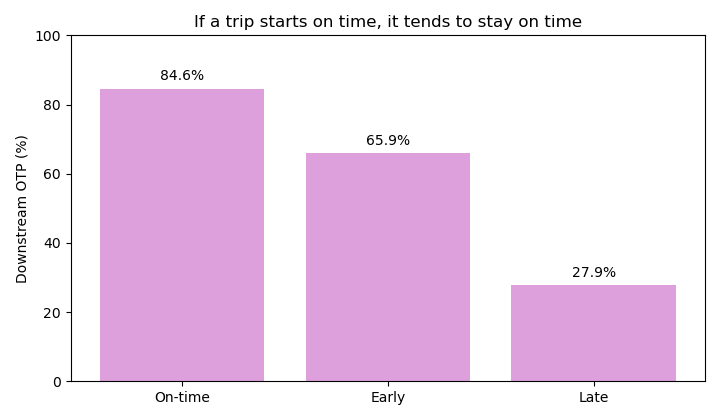 If a trip starts on time, it tends to stay on time
Downstream OTP (%)
100
80
60
40
20
0
84.6%
65.9%
27.9%
On-time
Early
Late